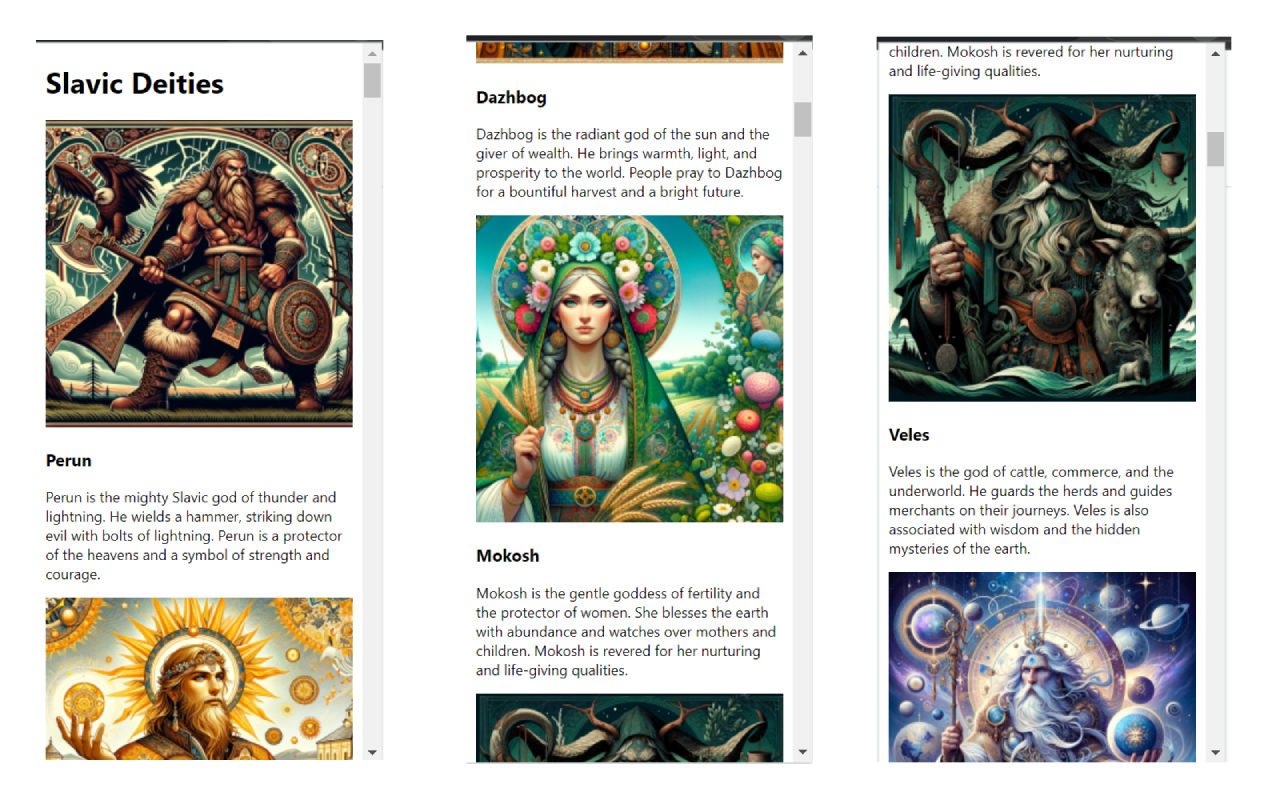 Slavic Deities
Perun
Perun is the mighty Slavic god of thunder and
lightning. He wields a hammer, striking down
evil with bolts of lightning. Perun is a protector
of the heavens and a symbol of strength and
courage.
Dazhbog
Dazhbog is the radiant god of the sun and the
giver of wealth. He brings warmth, light, and
prosperity to the world. People pray to Dazhbog
for a bountiful harvest and a bright future.
Mokosh
Mokosh is the gentle goddess of fertility and
the protector of women. She blesses the earth
with abundance and watches over mothers and
children. Mokosh is revered for her nurturing
and life-giving qualities.
children. Mokosh is revered for her nurturing
and life-giving qualities.
Veles
Veles is the god of cattle, commerce, and the
underworld. He guards the herds and guides
merchants on their journeys. Veles is also
associated with wisdom and the hidden
mysteries of the earth.